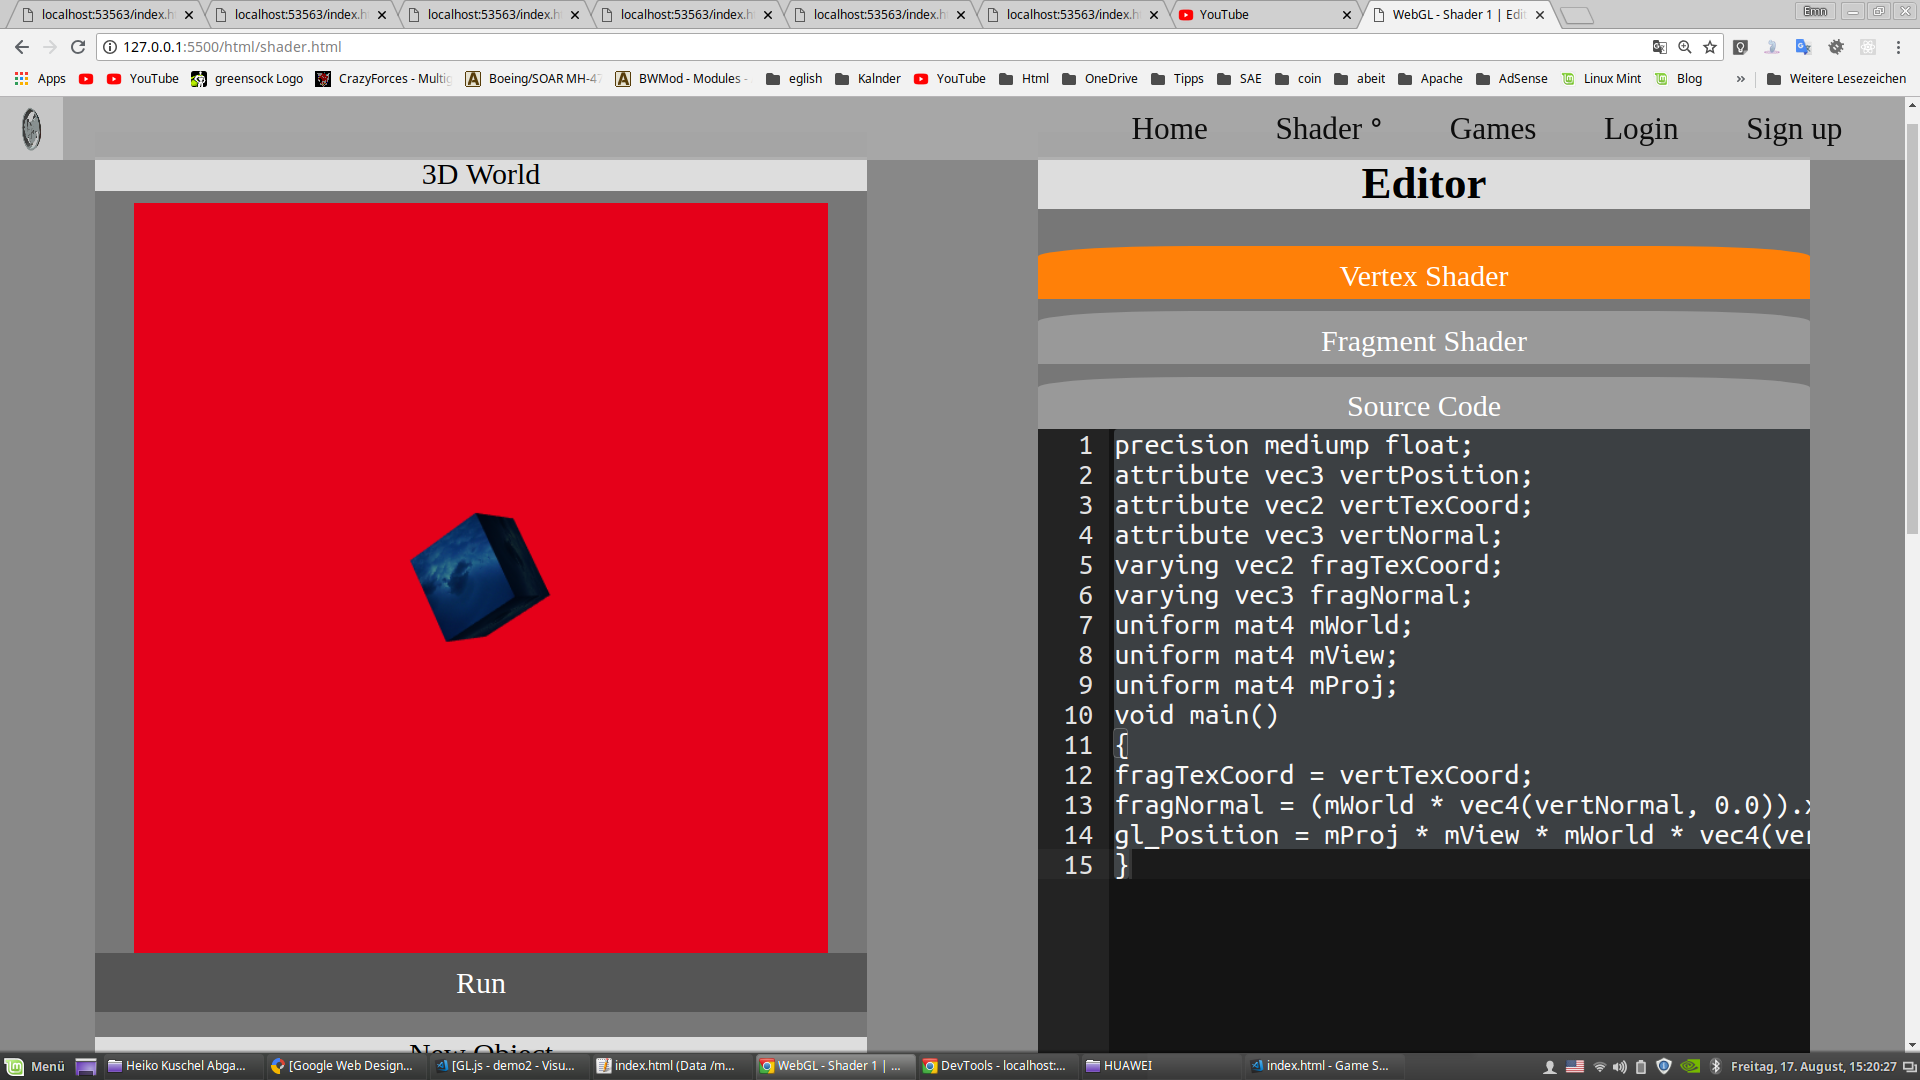 localhost:53563/index.h localhost:53563/index.h localhost:53563/index.h localhost:53563/index.h localhost:53563/index.h localhost:53563/index.h YouTube WebGL - Shader 1 | Edit Emn
127.0.0.1:5500/html/shader.html
Apps YouTube greensock Logo CrazyForces - Multig Boeing/SOAR MH-47 BWMod - Modules - eglish Kalnder YouTube Html OneDrive Tipps SAE coin abeit Apache AdSense Linux Mint Blog » Weitere Lesezeichen
Home Shader ° Games Login Sign up
3D World
Run
New Object
Editor
Vertex Shader
Fragment Shader
Source Code
1 precision mediump float;
2 attribute vec3 vertPosition;
3 attribute vec2 vertTexCoord;
4 attribute vec3 vertNormal;
5 varying vec2 fragTexCoord;
6 varying vec3 fragNormal;
7 uniform mat4 mWorld;
8 uniform mat4 mView;
9 uniform mat4 mProj;
10 void main()
11 {
12 fragTexCoord = vertTexCoord;
13 fragNormal = (mWorld * vec4(vertNormal, 0.0)).x
14 gl_Position = mProj * mView * mWorld * vec4(ver
15 }
Menü Heiko Kuschel Abga... [Google Web Design... [GL.js - demo2 - Visu... index.html (Data /m... WebGL - Shader 1 | ... DevTools - localhost:... HUAWEI index.html - Game S... Freitag, 17. August, 15:20:27